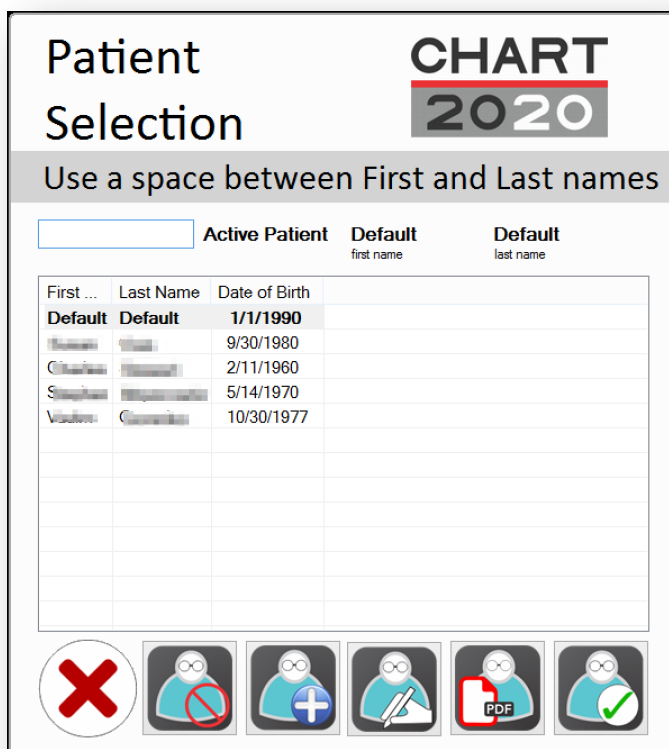 Patient
Selection
CHART
2020
Use a space between First and Last names
Active Patient Default Default
first name last name
First ... Last Name Date of Birth
Default Default 1/1/1990
9/30/1980
2/11/1960
5/14/1970
10/30/1977
PDF